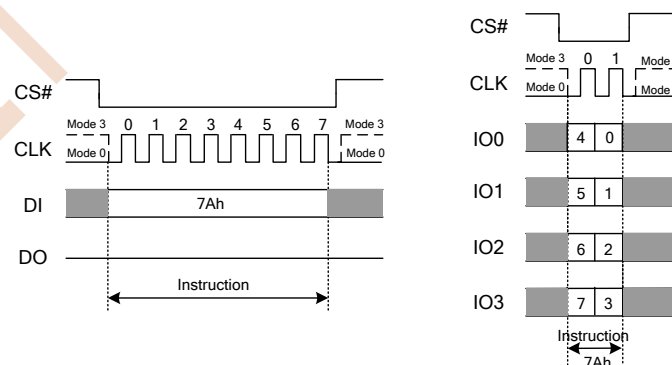 CS#
Mode 3 0 1 2 3 4 5 6 7 Mode 3
CLK
Mode 0 Mode 0
DI 7Ah
DO
Instruction
CS#
Mode 3 0 1 Mode
CLK
Mode 0 Mode
IO0 4 0
IO1 5 1
IO2 6 2
IO3 7 3
Instruction
7Ah